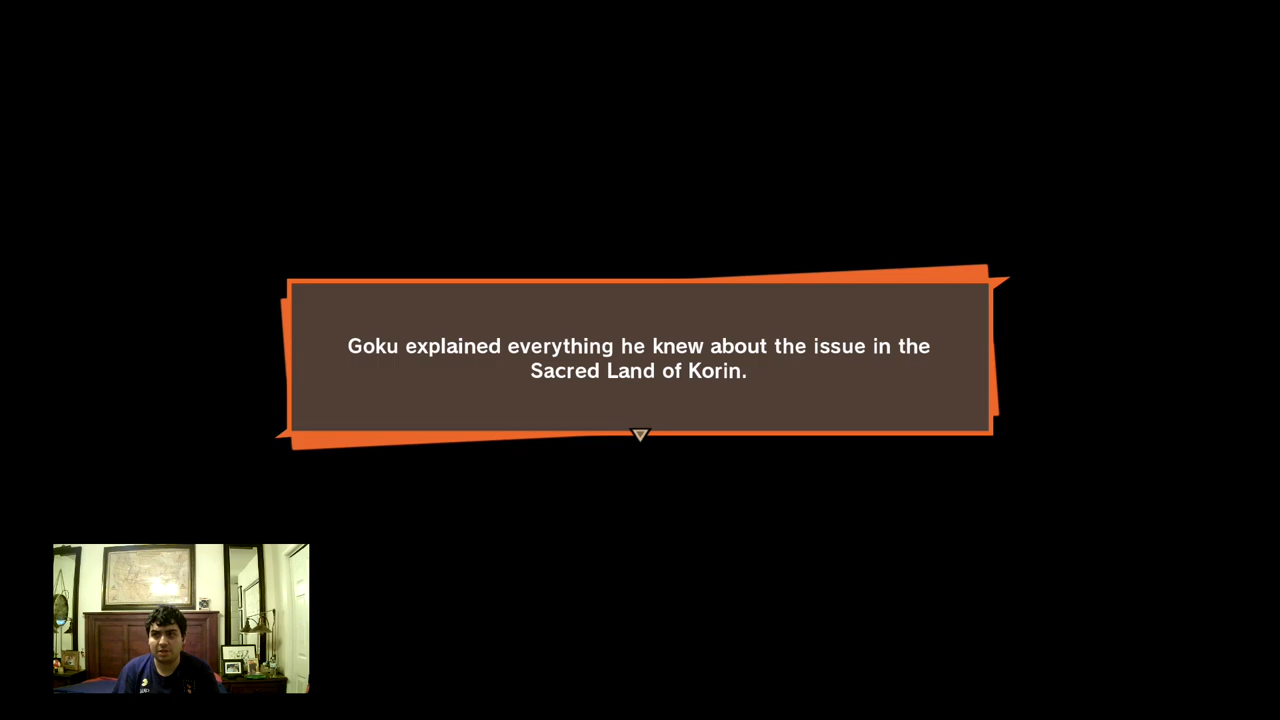 Goku explained everything he knew about the issue in the
Sacred Land of Korin.